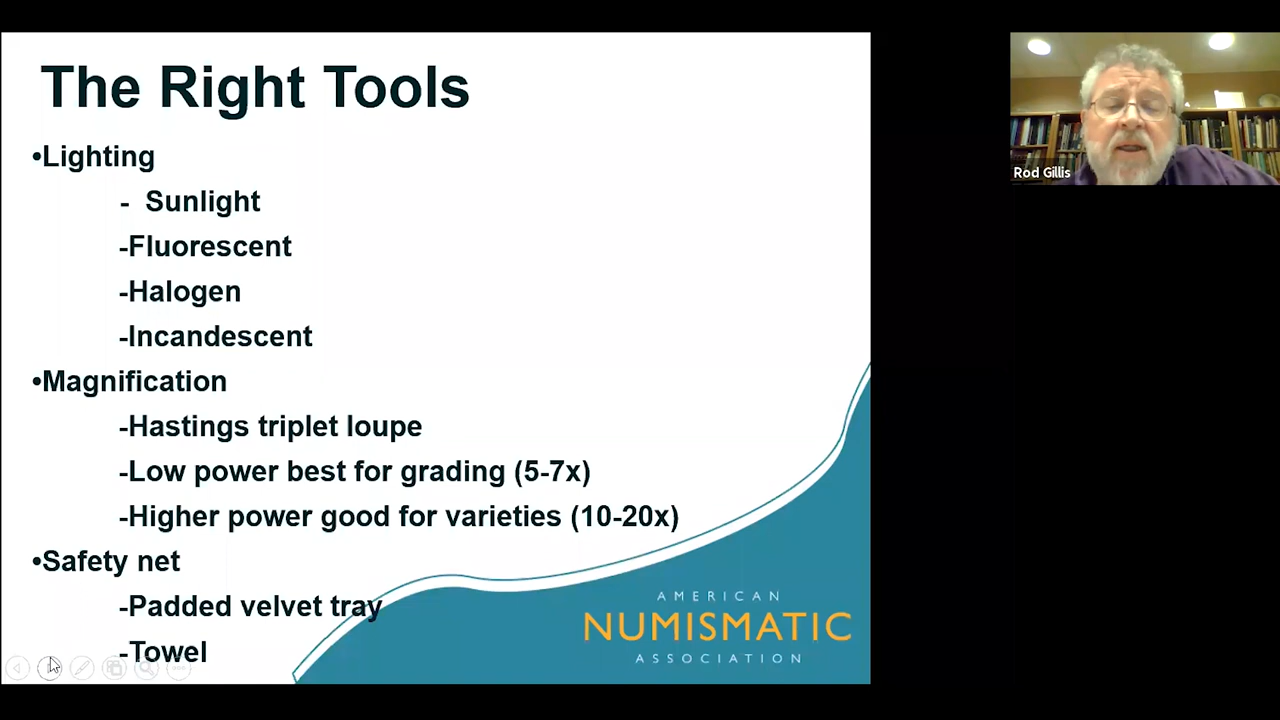 The Right Tools
•Lighting
- Sunlight
-Fluorescent
-Halogen
-Incandescent
•Magnification
-Hastings triplet loupe
-Low power best for grading (5-7x)
-Higher power good for varieties (10-20x)
•Safety net
-Padded velvet tray
-Towel
AMERICAN
NUMISMATIC
ASSOCIATION
Rod Gillis